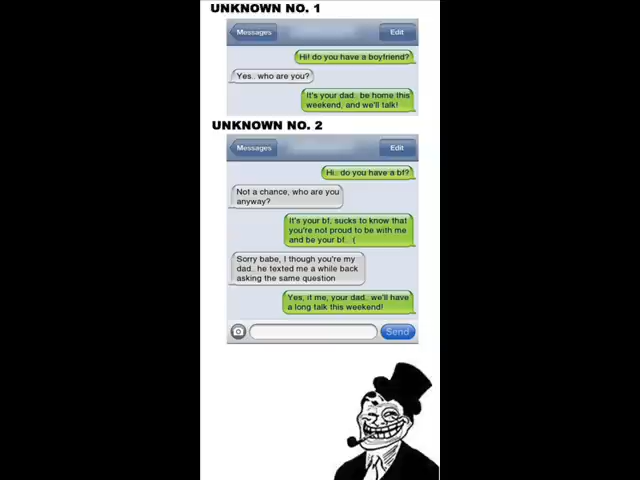 UNKNOWN NO. 1
Messages
Edit
Hi! do you have a boyfriend?
Yes.. who are you?
It's your dad.. be home this
weekend, and we'll talk!
UNKNOWN NO. 2
Messages
Edit
Hi.. do you have a bf?
Not a chance, who are you
anyway?
It's your bf, sucks to know that
you're not proud to be with me
and be your bf.. :(
Sorry babe, I though you're my
dad.. he texted me a while back
asking the same question
Yes, it me, your dad.. we'll have
a long talk this weekend!
Send